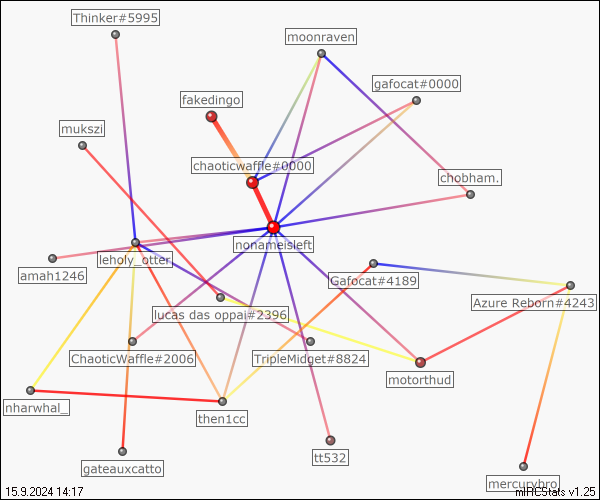 Thinker#5995
moonraven
gafocat#0000
fakedingo
mukszi
chaoticwaffle#0000
chobham.
nonameisleft
leholy_otter
amah1246
Gafocat#4189
Azure Reborn#4243
lucas das oppai#2396
ChaoticWaffle#2006
TripleMidget#8824
motorthud
nharwhal_
then1cc
tt532
gateauxcatto
mercurybro
15.9.2024 14:17
mIRCStats v1.25